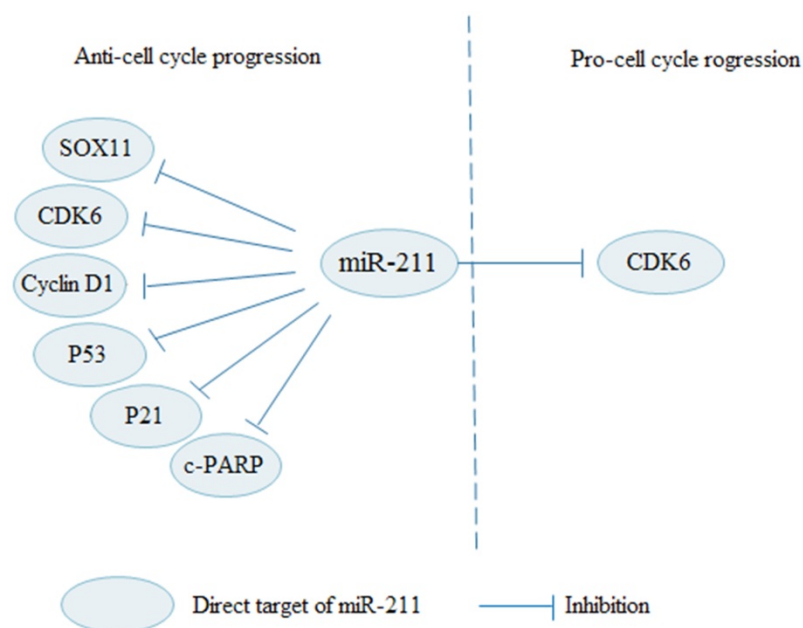 Anti-cell cycle progression
Pro-cell cycle rogression
SOX11
CDK6
Cyclin D1
P53
P21
c-PARP
miR-211
CDK6
Direct target of miR-211
Inhibition